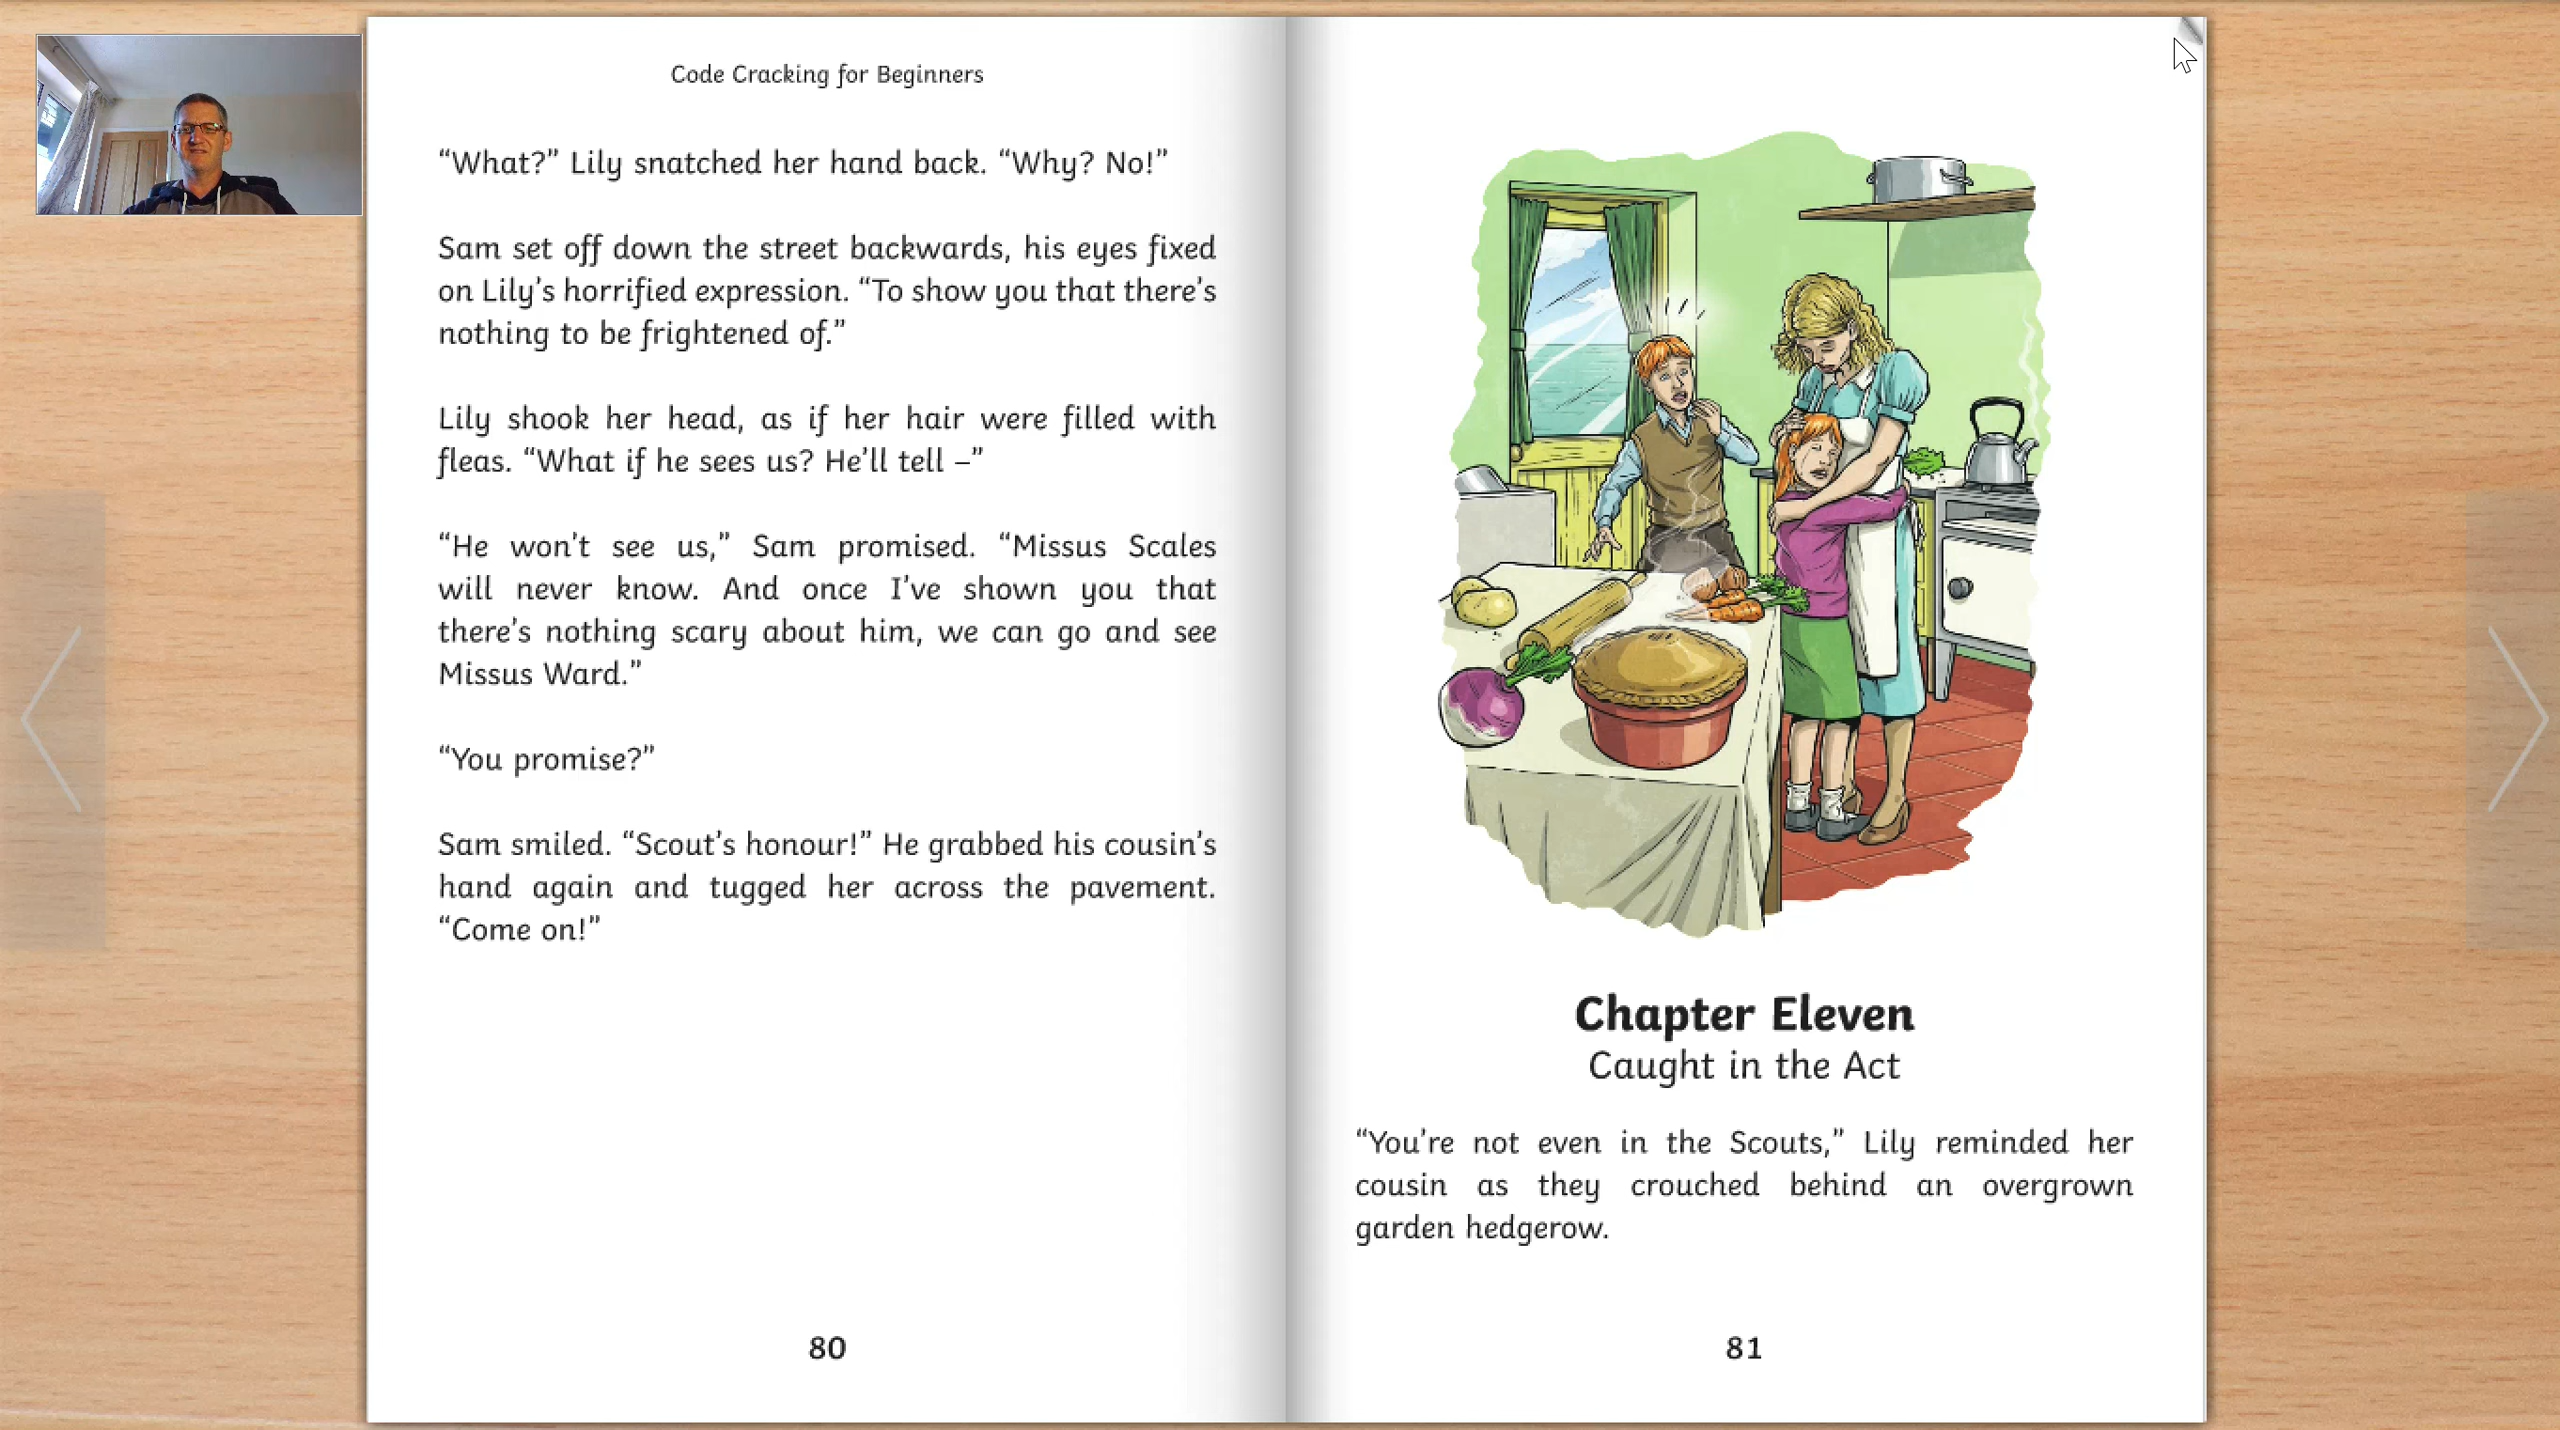 Code Cracking for Beginners
“What?” Lily snatched her hand back. “Why? No!”
Sam set off down the street backwards, his eyes fixed
on Lily’s horrified expression. “To show you that there’s
nothing to be frightened of.”
Lily shook her head, as if her hair were filled with
fleas. “What if he sees us? He’ll tell –”
“He won’t see us,” Sam promised. “Missus Scales
will never know. And once I’ve shown you that
there’s nothing scary about him, we can go and see
Missus Ward.”
“You promise?”
Sam smiled. “Scout’s honour!” He grabbed his cousin’s
hand again and tugged her across the pavement.
“Come on!”
80
Chapter Eleven
Caught in the Act
“You’re not even in the Scouts,” Lily reminded her
cousin as they crouched behind an overgrown
garden hedgerow.
81